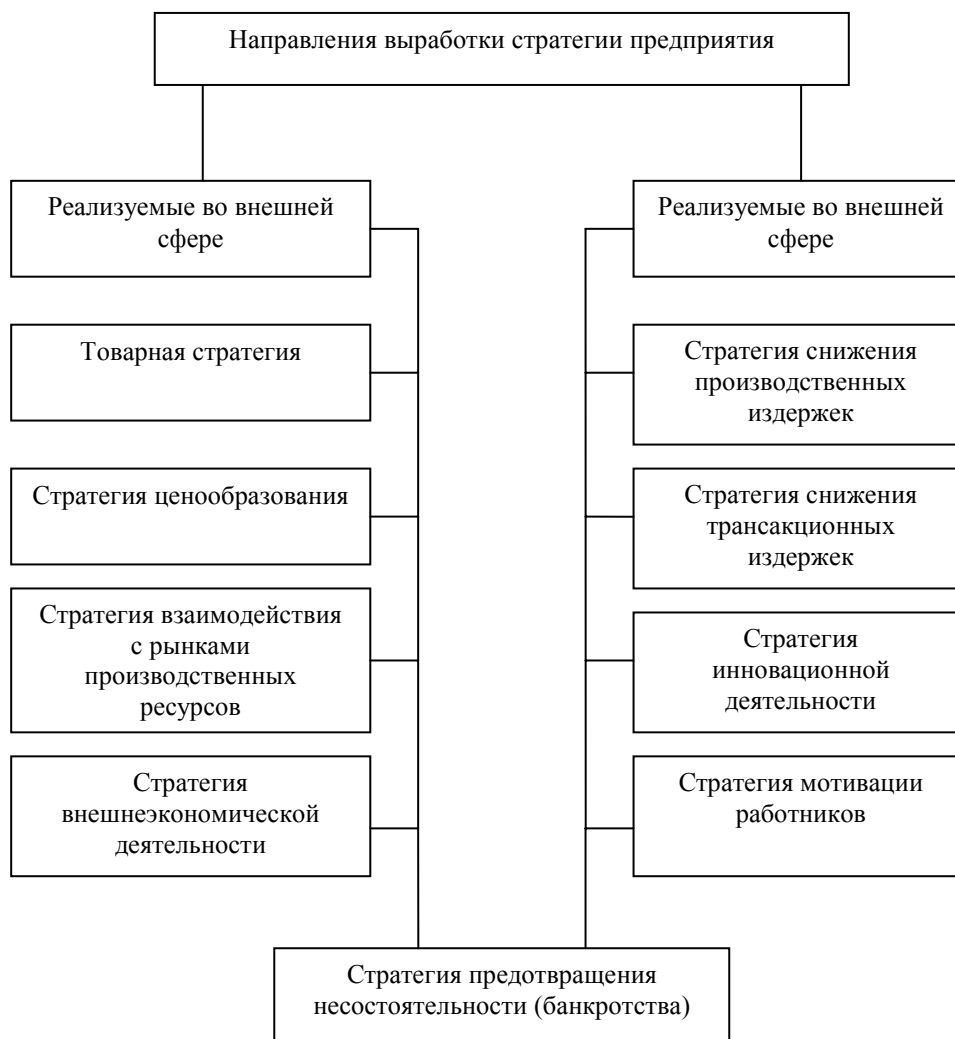 Направления выработки стратегии предприятия
Реализуемые во внешней
сфере
Реализуемые во внешней
сфере
Товарная стратегия
Стратегия снижения
производственных
издержек
Стратегия ценообразования
Стратегия снижения
трансакционных
издержек
Стратегия взаимодействия
с рынками
производственных
ресурсов
Стратегия
инновационной
деятельности
Стратегия
внешнеэкономической
деятельности
Стратегия мотивации
работников
Стратегия предотвращения
несостоятельности (банкротства)